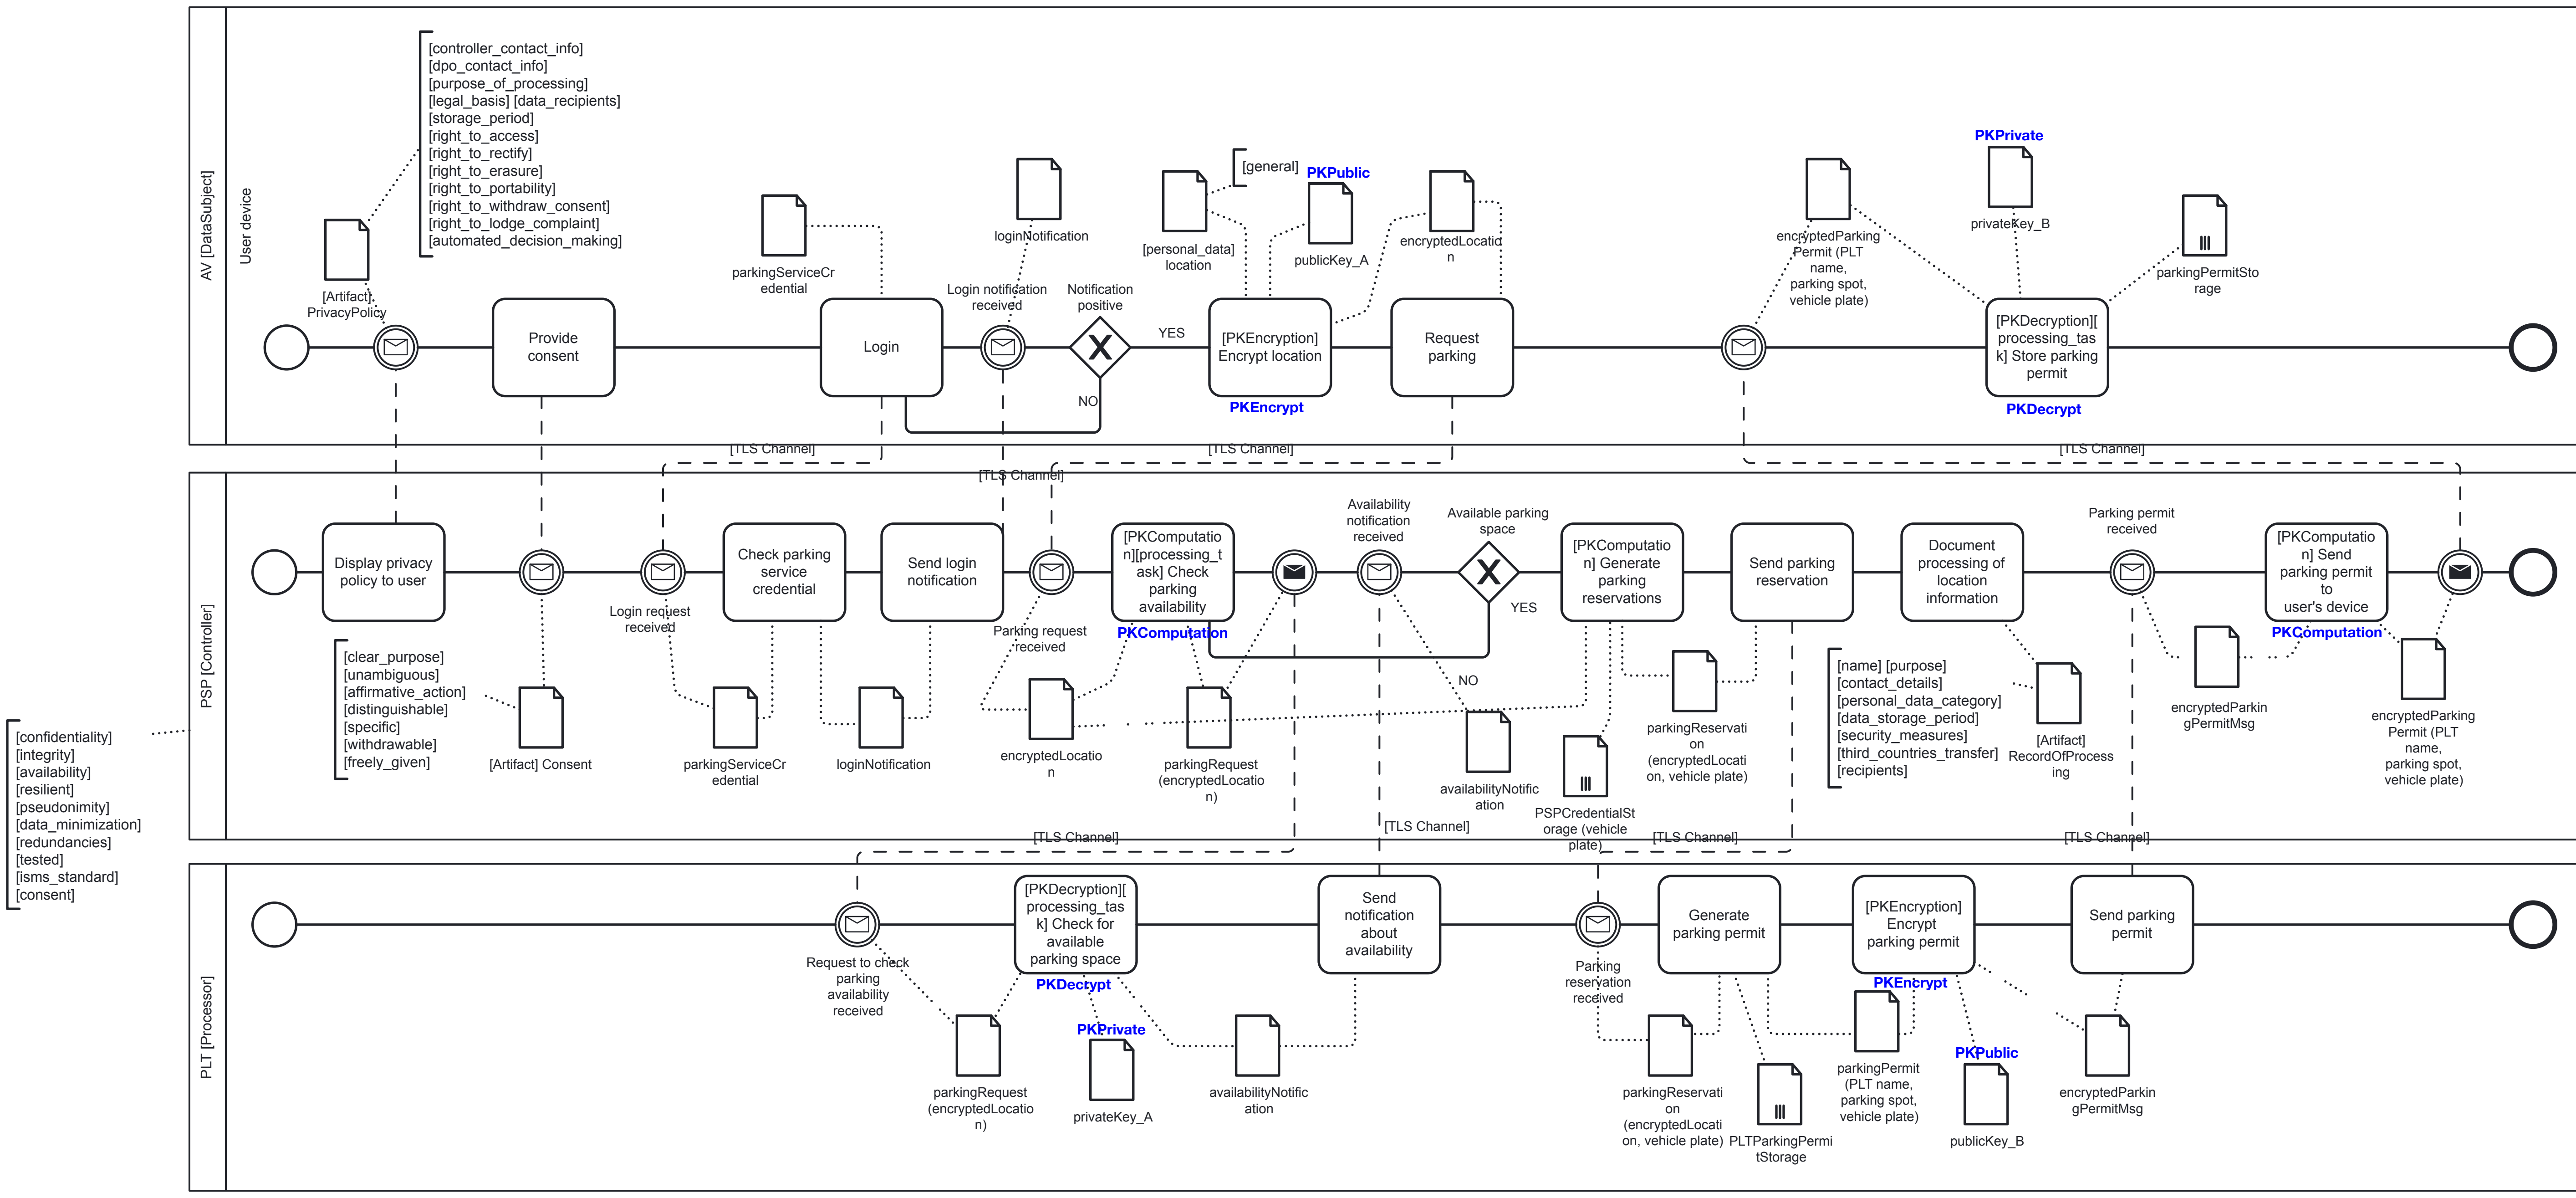 AV [DataSubject]
User device
[controller_contact_info]
[dpo_contact_info]
[purpose_of_processing]
[legal_basis] [data_recipients]
[storage_period]
[right_to_access]
[right_to_rectify]
[right_to_erasure]
[right_to_portability]
[right_to_withdraw_consent]
[right_to_lodge_complaint]
[automated_decision_making]
[Artifact]
PrivacyPolicy
Provide
consent
parkingServiceCr
edential
Login
loginNotification
Login notification
received
Notification
positive
YES
NO
[general]
[personal_data]
location
PKPublic
publicKey_A
encryptedLocatio
n
[PKEncryption]
Encrypt location
PKEncrypt
Request
parking
encryptedParking
Permit (PLT
name,
parking spot,
vehicle plate)
PKPrivate
privateKey_B
parkingPermitSto
rage
[PKDecryption][
processing_tas
k] Store parking
permit
PKDecrypt
[TLS Channel]
[TLS Channel]
[TLS Channel]
[TLS Channel]
PSP [Controller]
Display privacy
policy to user
Login request
received
Check parking
service
credential
Send login
notification
Parking request
received
[PKComputatio
n][processing_t
ask] Check
parking
availability
PKComputation
Availability
notification
received
Available parking
space
YES
NO
[PKComputatio
n] Generate
parking
reservations
Send parking
reservation
Document
processing of
location
information
Parking permit
received
[PKComputatio
n] Send
parking permit
to
user's device
PKComputation
[clear_purpose]
[unambiguous]
[affirmative_action]
[distinguishable]
[specific]
[withdrawable]
[freely_given]
[Artifact] Consent
parkingServiceCr
edential
loginNotification
encryptedLocatio
n
parkingRequest
(encryptedLocatio
n)
availabilityNotific
ation
PSPCredentialSt
orage (vehicle
plate)
parkingReservati
on
(encryptedLocati
on, vehicle plate)
[name] [purpose]
[contact_details]
[personal_data_category]
[data_storage_period]
[security_measures]
[third_countries_transfer]
[recipients]
[Artifact]
RecordOfProcess
ing
encryptedParkin
gPermitMsg
encryptedParking
Permit (PLT
name,
parking spot,
vehicle plate)
[confidentiality]
[integrity]
[availability]
[resilient]
[pseudonimity]
[data_minimization]
[redundancies]
[tested]
[isms_standard]
[consent]
[TLS Channel]
[TLS Channel]
[TLS Channel]
[TLS Channel]
PLT [Processor]
Request to check
parking
availability
received
[PKDecryption][
processing_tas
k] Check for
available
parking space
PKDecrypt
Send
notification
about
availability
Parking
reservation
received
Generate
parking permit
[PKEncryption]
Encrypt
parking permit
PKEncrypt
Send parking
permit
parkingRequest
(encryptedLocatio
n)
PKPrivate
privateKey_A
availabilityNotific
ation
parkingReservati
on
(encryptedLocati
on, vehicle plate)
PLTParkingPermi
tStorage
parkingPermit
(PLT name,
parking spot,
vehicle plate)
PKPublic
publicKey_B
encryptedParkin
gPermitMsg